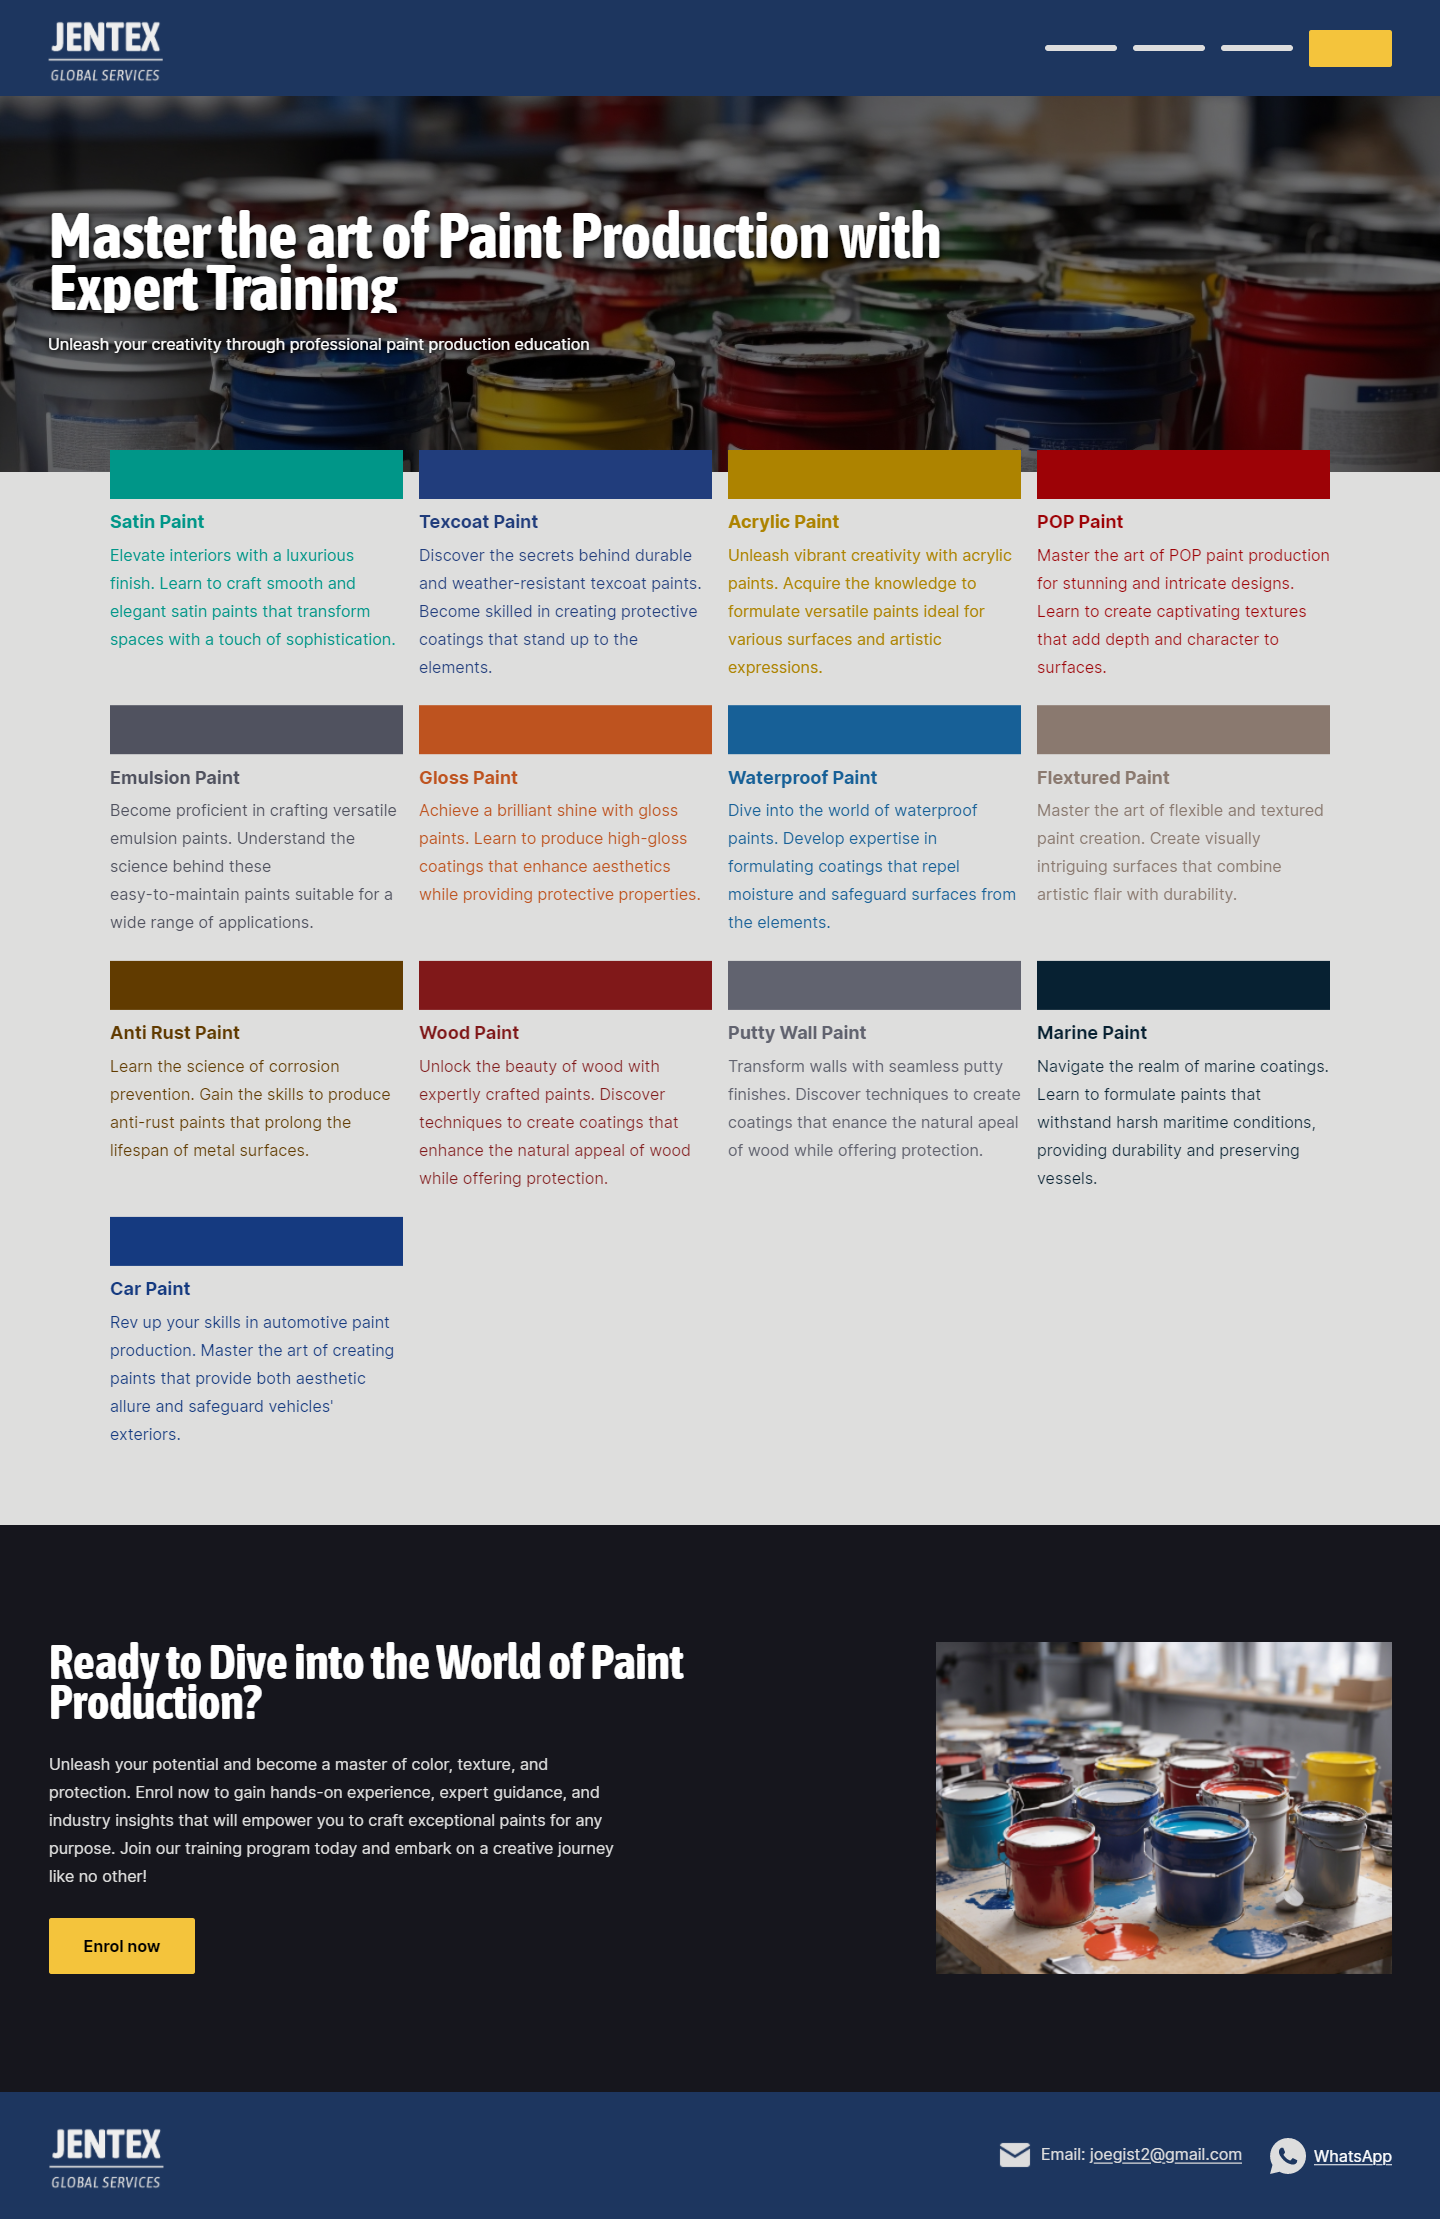 JENTEX
GLOBAL SERVICES
Master the art of Paint Production with
Expert Training
Unleash your creativity through professional paint production education
Satin Paint
Elevate interiors with a luxurious
finish. Learn to craft smooth and
elegant satin paints that transform
spaces with a touch of sophistication.
Texcoat Paint
Discover the secrets behind durable
and weather-resistant texcoat paints.
Become skilled in creating protective
coatings that stand up to the
elements.
Acrylic Paint
Unleash vibrant creativity with acrylic
paints. Acquire the knowledge to
formulate versatile paints ideal for
various surfaces and artistic
expressions.
POP Paint
Master the art of POP paint production
for stunning and intricate designs.
Learn to create captivating textures
that add depth and character to
surfaces.
Emulsion Paint
Become proficient in crafting versatile
emulsion paints. Understand the
science behind these
easy-to-maintain paints suitable for a
wide range of applications.
Gloss Paint
Achieve a brilliant shine with gloss
paints. Learn to produce high-gloss
coatings that enhance aesthetics
while providing protective properties.
Waterproof Paint
Dive into the world of waterproof
paints. Develop expertise in
formulating coatings that repel
moisture and safeguard surfaces from
the elements.
Flextured Paint
Master the art of flexible and textured
paint creation. Create visually
intriguing surfaces that combine
artistic flair with durability.
Anti Rust Paint
Learn the science of corrosion
prevention. Gain the skills to produce
anti-rust paints that prolong the
lifespan of metal surfaces.
Wood Paint
Unlock the beauty of wood with
expertly crafted paints. Discover
techniques to create coatings that
enhance the natural appeal of wood
while offering protection.
Putty Wall Paint
Transform walls with seamless putty
finishes. Discover techniques to create
coatings that enance the natural apeal
of wood while offering protection.
Marine Paint
Navigate the realm of marine coatings.
Learn to formulate paints that
withstand harsh maritime conditions,
providing durability and preserving
vessels.
Car Paint
Rev up your skills in automotive paint
production. Master the art of creating
paints that provide both aesthetic
allure and safeguard vehicles'
exteriors.
Ready to Dive into the World of Paint
Production?
Unleash your potential and become a master of color, texture, and
protection. Enrol now to gain hands-on experience, expert guidance, and
industry insights that will empower you to craft exceptional paints for any
purpose. Join our training program today and embark on a creative journey
like no other!
Enrol now
JENTEX
GLOBAL SERVICES
Email: joegist2@gmail.com
WhatsApp